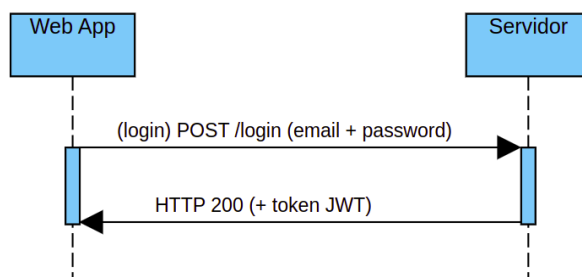 Web App
Servidor
(login) POST /login (email + password)
HTTP 200 (+ token JWT)